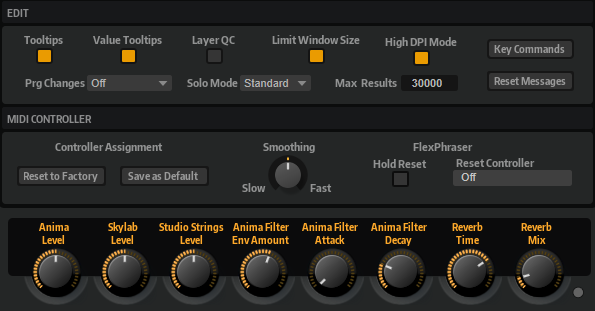 EDIT
Tooltips Value Tooltips Layer QC Limit Window Size High DPI Mode Key Commands
Prg Changes Off Solo Mode Standard Max Results 30000 Reset Messages
MIDI CONTROLLER
Controller Assignment Smoothing FlexPhraser
Hold Reset Reset Controller
Reset to Factory Save as Default Slow Fast Off
Anima Skylab Studio Strings Anima Filter Anima Filter Anima Filter Reverb Reverb
Level Level Level Env Amount Attack Decay Time Mix